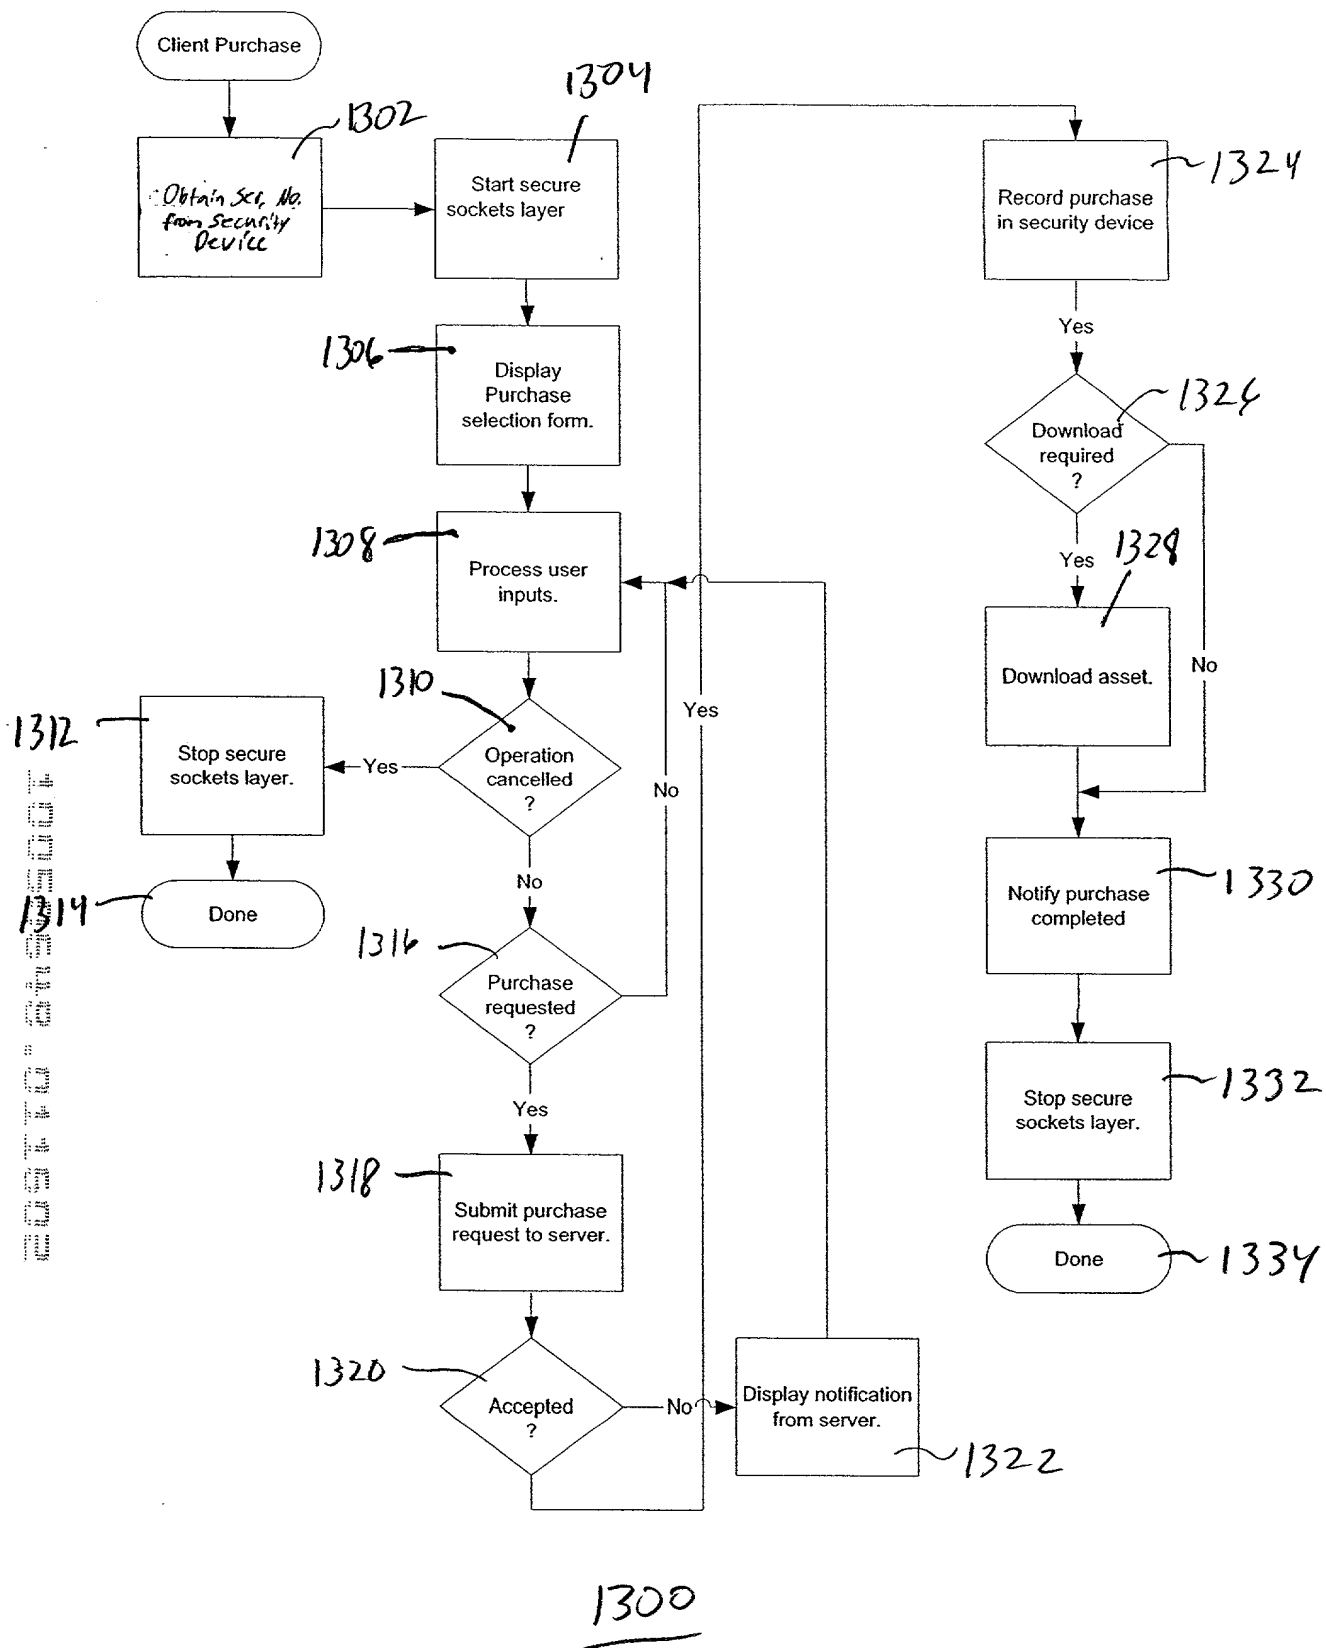 Client Purchase
1302
Obtain Ser, No.
from Security
Device
1304
Start secure
sockets layer
1306
Display
Purchase
selection form.
1308
Process user
inputs.
1310
Operation
cancelled
?
Yes
1312
Stop secure
sockets layer.
1314
Done
No
1316
Purchase
requested
?
No
Yes
1318
Submit purchase
request to server.
1320
Accepted
?
No
1322
Display notification
from server.
Yes
1324
Record purchase
in security device
Yes
1326
Download
required
?
Yes
No
1328
Download asset.
1330
Notify purchase
completed
1332
Stop secure
sockets layer.
1334
Done
1300